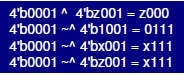 4'b0001 ^ 4'bz001 = z000
4'b0001 ~^ 4'b1001 = 0111
4'b0001 ~^ 4'bx001 = x111
4'b0001 ~^ 4'bz001 = x111